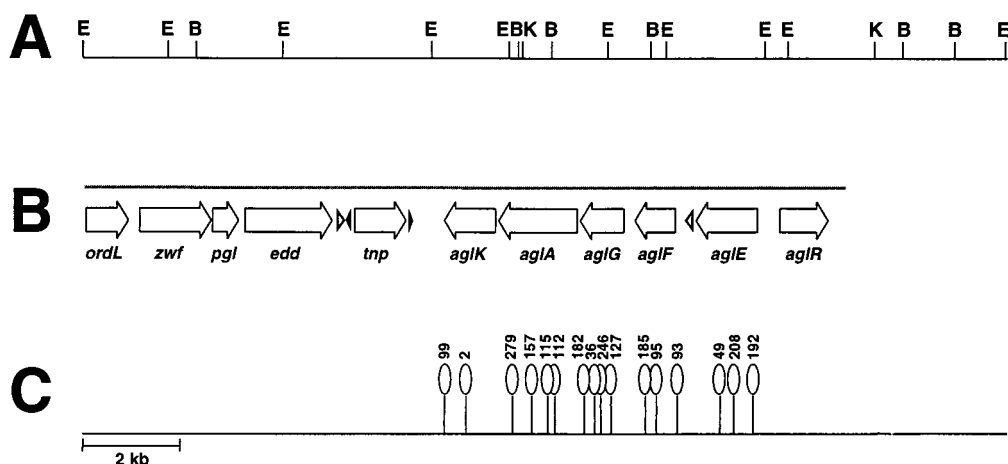 A
E E B E E E B K B E B E E E K B B E
B
ordL zwf pgl edd tnp aglK aglA aglG aglF aglE aglR
C
99 2 279 157 115 112 182 36 246 127 185 95 93 49 208 192
2 kb